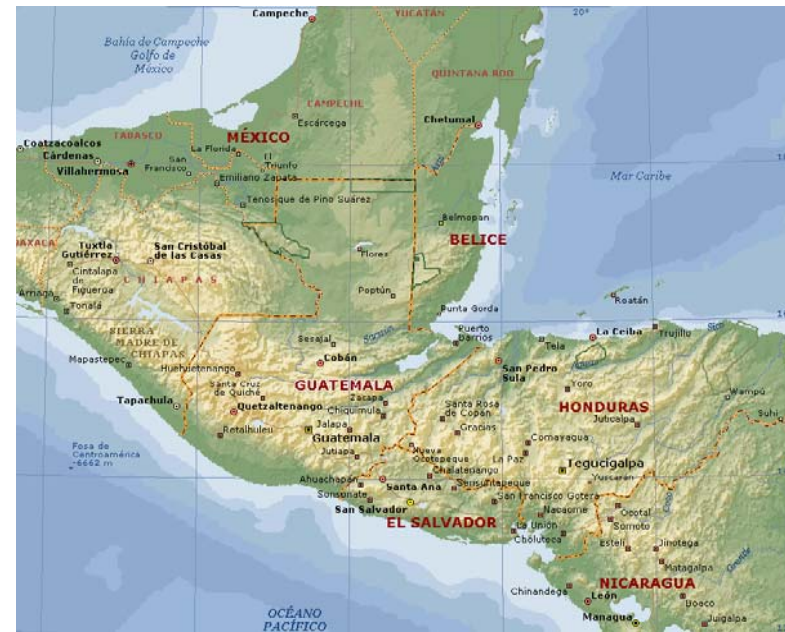 Campeche
YUCATÁN
20°
Bahía de Campeche
Golfo de
México
QUINTANA ROO
CAMPECHE
Escárcega
Chetumal
TABASCO
MÉXICO
Coatzacoalcos
Cárdenas
Villahermosa
La Florida
San
Francisco
El
Triunfo
Emiliano Zapata
Tenosique de Pino Suárez
Mar Caribe
Belmopan
BELICE
OAXACA
Tuxtla
Gutiérrez
San Cristóbal
de las Casas
Cintalapa
de
Figueroa
CHIAPAS
Flores
Arriaga
Tonalá
Poptún
Punta Gorda
Roatán
SIERRA
MADRE DE
CHIAPAS
Sesajal
Puerto
Barrios
La Ceiba
Trujillo
Tela
Mapastepec
Cobán
San Pedro
Sula
Huehuetenango
GUATEMALA
Santa Cruz
de Quiché
Yoro
Wampú
Tapachula
Quetzaltenango
Zacapa
Chiquimula
Santa Rosa
de Copán
HONDURAS
Juticalpa
Suhi
Retalhuleu
Jalapa
Guatemala
Gracias
Comayagua
Fosa de
Centroamérica
-6662 m
Jutiapa
Nueva
Ocotepeque
La Paz
Tegucigalpa
Chalatenango
Yuscarán
Ahuachapán
Santa Ana
Sensuntepeque
Sonsonate
San Francisco Gotera
San Salvador
Nacaome
Ocotal
Somoto
EL SALVADOR
La Unión
Choluteca
Estelí
Jinotega
Matagalpa
Chinandega
NICARAGUA
León
Boaco
OCÉANO
PACÍFICO
Managua
Juigalpa